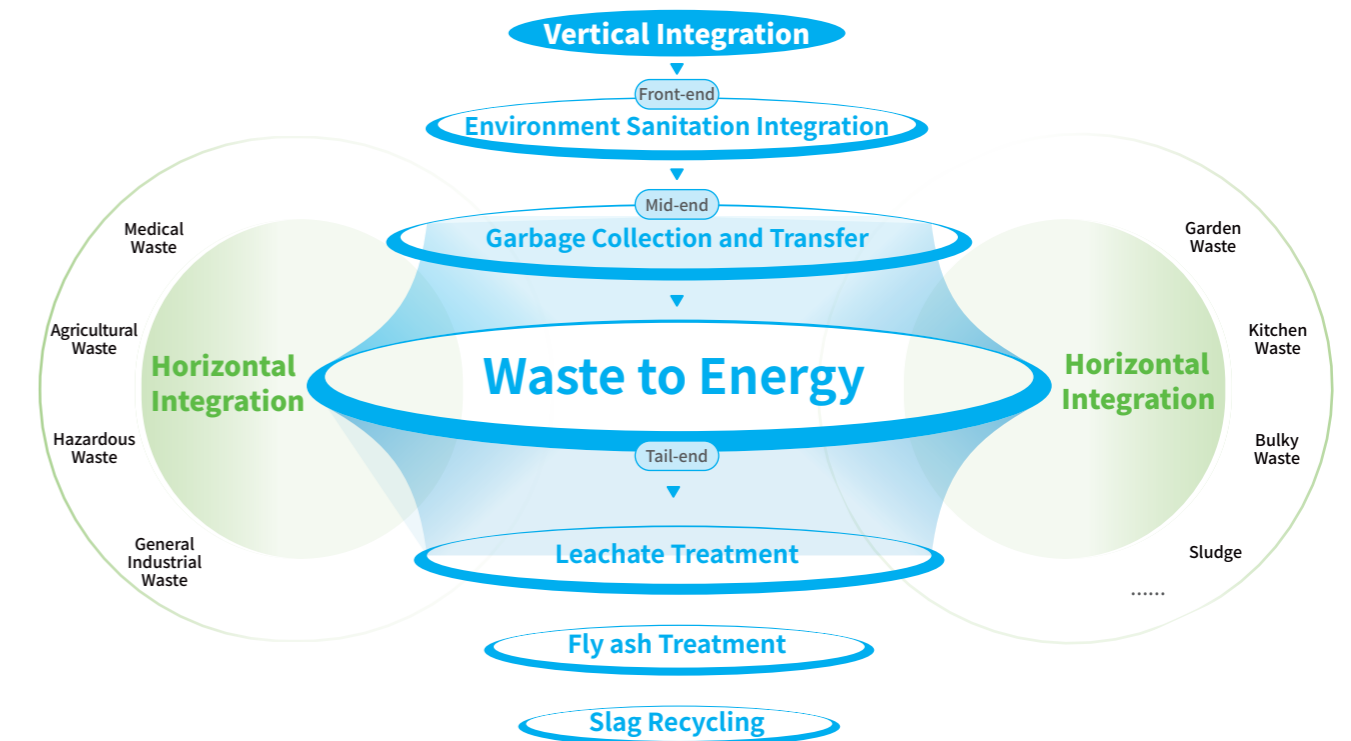 Vertical Integration
Front-end
Environment Sanitation Integration
Mid-end
Garbage Collection and Transfer
Waste to Energy
Tail-end
Leachate Treatment
Fly ash Treatment
Slag Recycling
Horizontal
Integration
Medical
Waste
Agricultural
Waste
Hazardous
Waste
General
Industrial
Waste
Horizontal
Integration
Garden
Waste
Kitchen
Waste
Bulky
Waste
Sludge
......